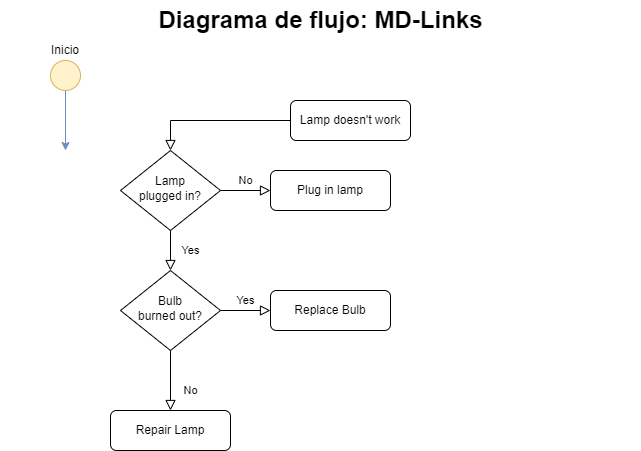 Diagrama de flujo: MD-Links
Inicio
Lamp doesn't work
Lamp
plugged in?
No
Plug in lamp
Yes
Bulb
burned out?
Yes
Replace Bulb
No
Repair Lamp